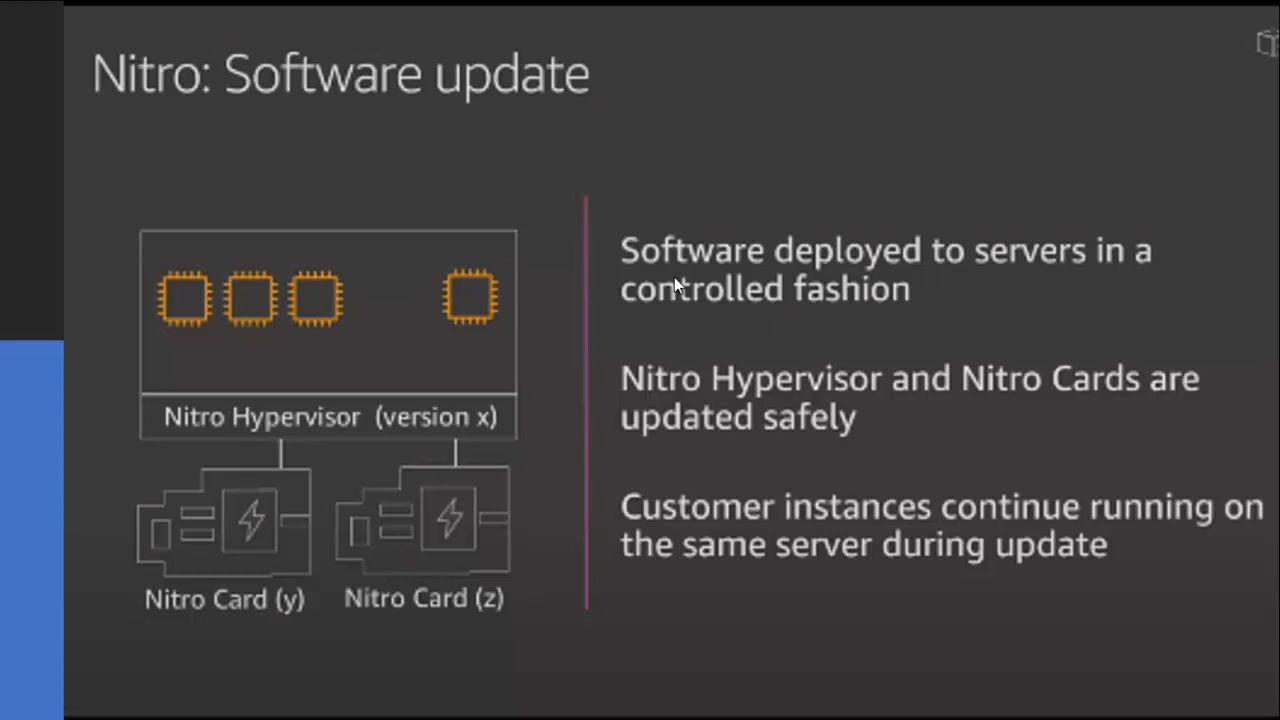 Nitro: Software update
Software deployed to servers in a
controlled fashion
Nitro Hypervisor and Nitro Cards are
updated safely
Customer instances continue running on
the same server during update
Nitro Hypervisor (version x)
Nitro Card (y)
Nitro Card (z)